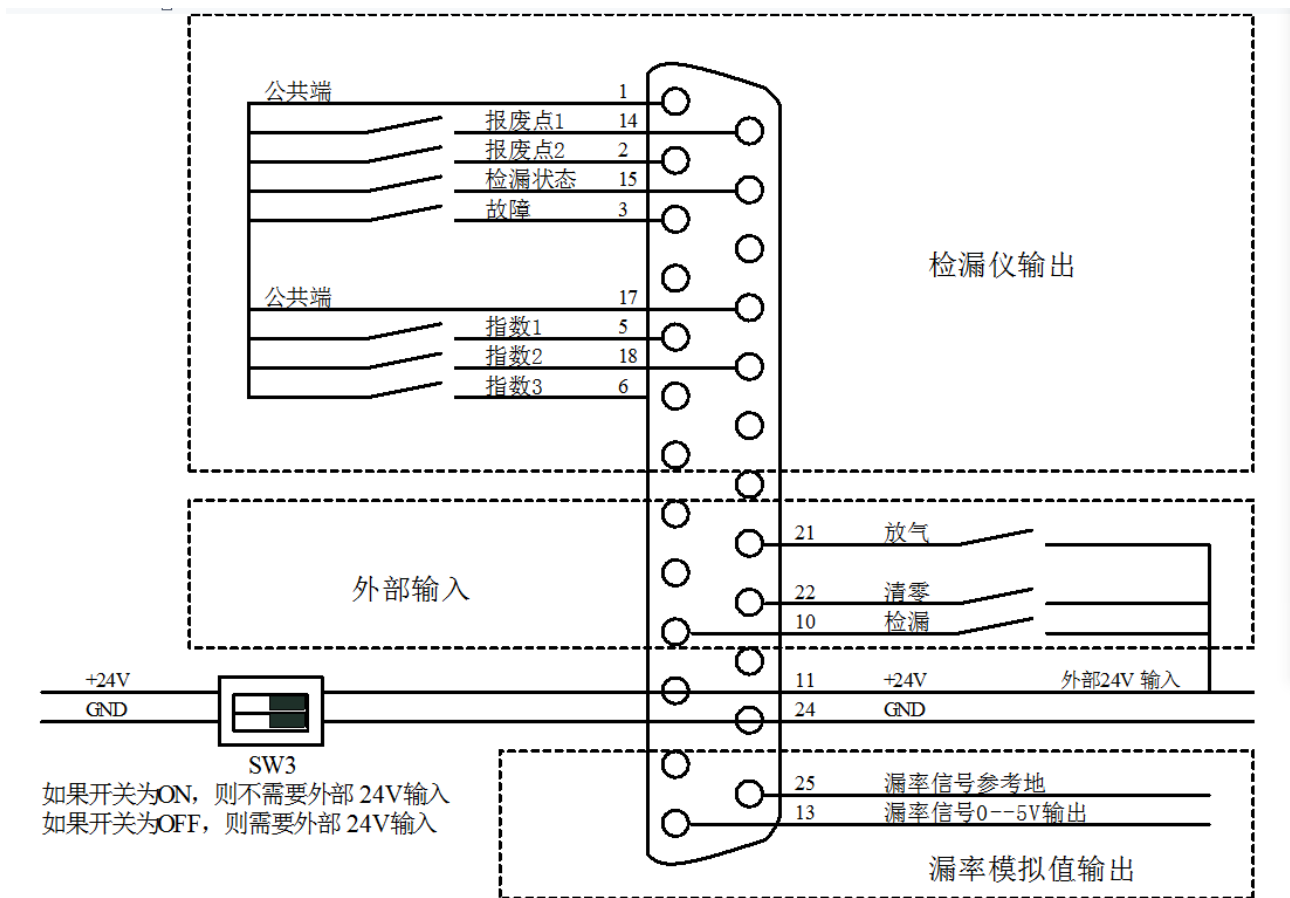 公共端 1
报废点1 14
报废点2 2
检漏状态 15
故障 3
检漏仪输出
公共端 17
指数1 5
指数2 18
指数3 6
21 放气
外部输入
22 清零
10 检漏
+24V
11 +24V 外部24V 输入
GND
24 GND
SW3
如果开关为ON，则不需要外部 24V输入
如果开关为OFF，则需要外部 24V输入
25 漏率信号参考地
13 漏率信号0--5V输出
漏率模拟值输出